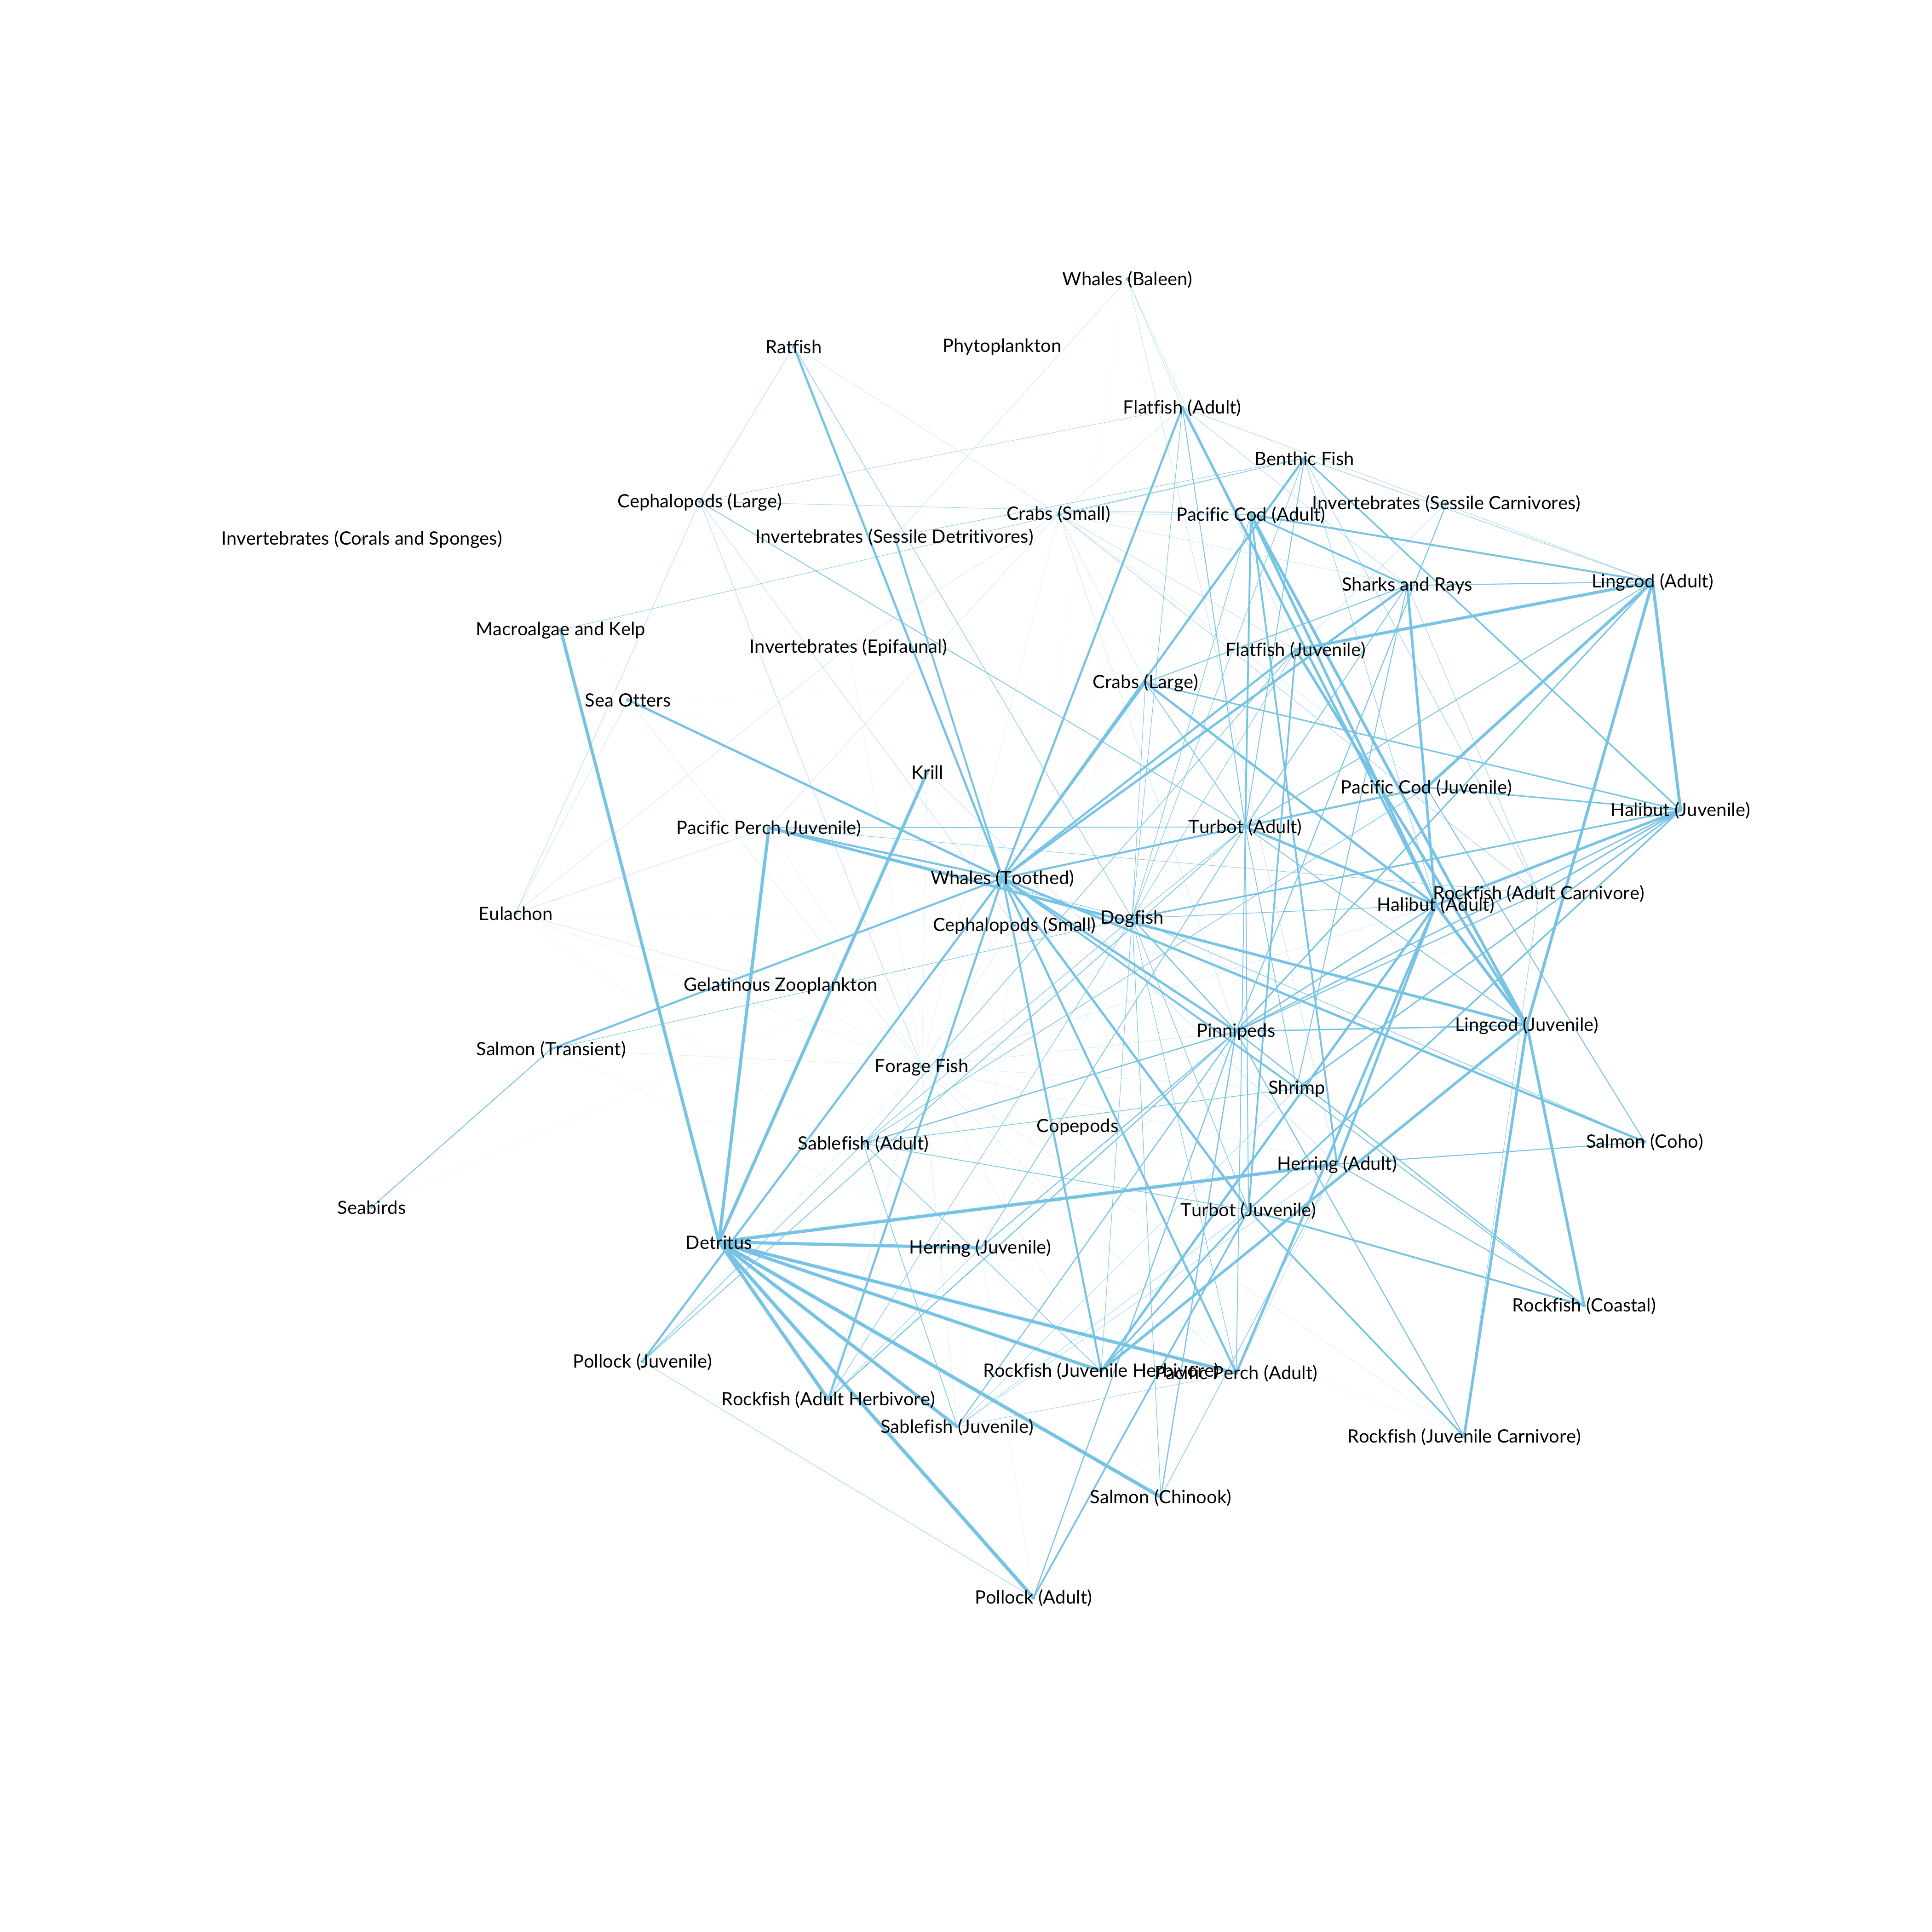 Whales (Baleen)
Phytoplankton
Ratfish
Flatfish (Adult)
Benthic Fish
Cephalopods (Large)
Invertebrates (Sessile Carnivores)
Crabs (Small)
Pacific Cod (Adult)
Invertebrates (Sessile Detritivores)
Invertebrates (Corals and Sponges)
Lingcod (Adult)
Sharks and Rays
Macroalgae and Kelp
Invertebrates (Epifaunal)
Flatfish (Juvenile)
Crabs (Large)
Sea Otters
Krill
Pacific Cod (Juvenile)
Halibut (Juvenile)
Pacific Perch (Juvenile)
Turbot (Adult)
Whales (Toothed)
Rockfish (Adult Carnivore)
Halibut (Adult)
Eulachon
Dogfish
Cephalopods (Small)
Gelatinous Zooplankton
Lingcod (Juvenile)
Pinnipeds
Salmon (Transient)
Forage Fish
Shrimp
Copepods
Sablefish (Adult)
Salmon (Coho)
Herring (Adult)
Seabirds
Turbot (Juvenile)
Detritus
Herring (Juvenile)
Rockfish (Coastal)
Pollock (Juvenile)
Rockfish (Juvenile Herbivore)
Pacific Perch (Adult)
Rockfish (Adult Herbivore)
Sablefish (Juvenile)
Rockfish (Juvenile Carnivore)
Salmon (Chinook)
Pollock (Adult)